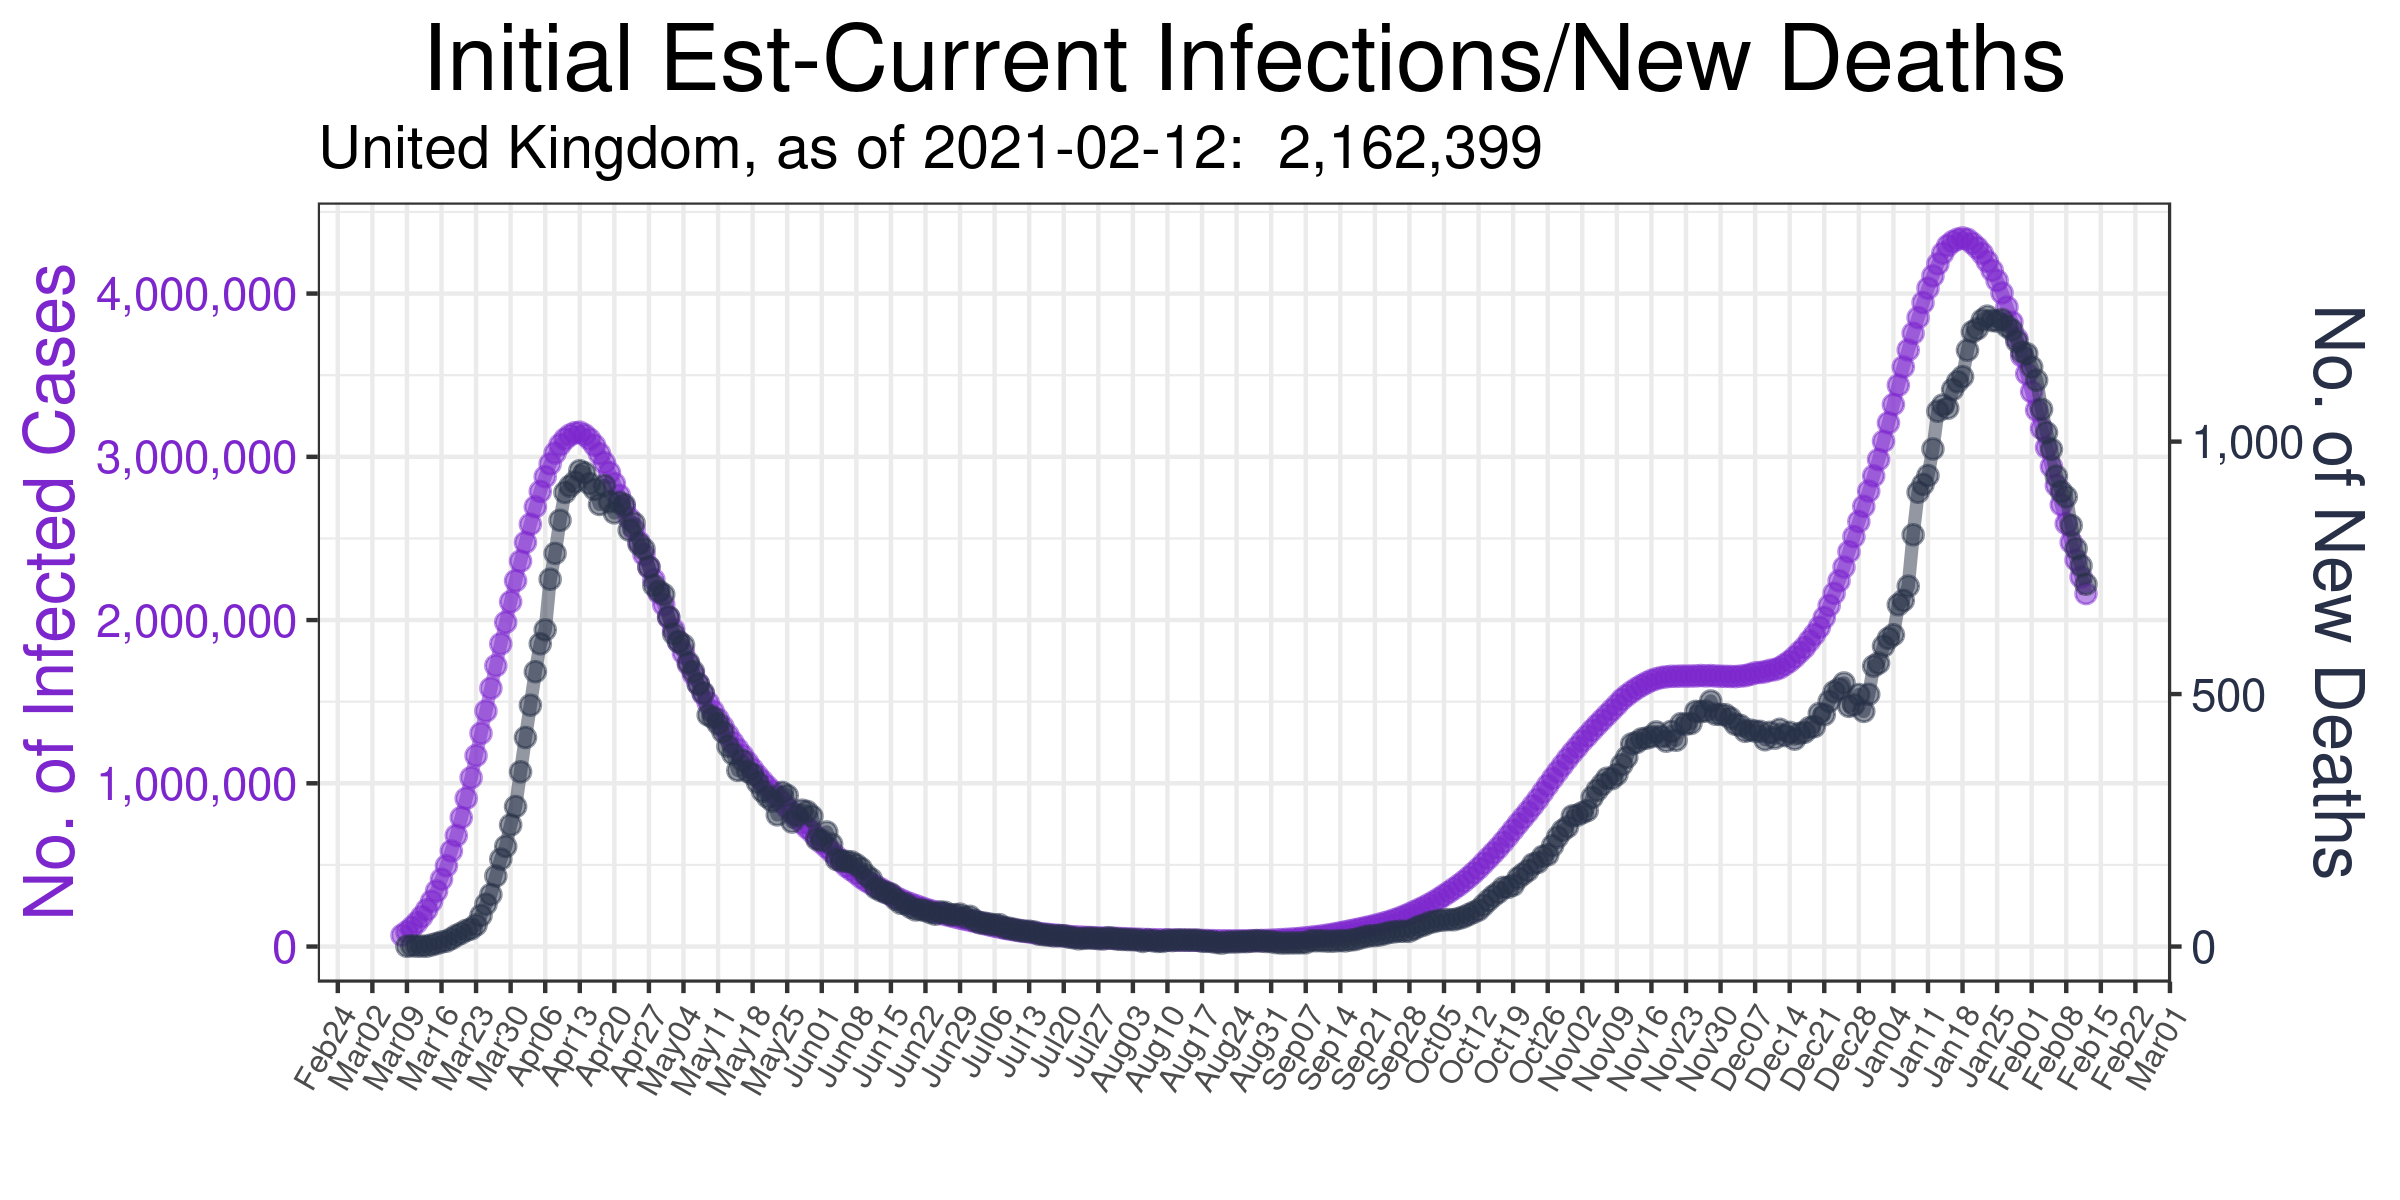 Initial Est-Current Infections/New Deaths
United Kingdom, as of 2021-02-12:  2,162,399
No. of Infected Cases
4,000,000
3,000,000
2,000,000
1,000,000
0
No. of New Deaths
1,000
500
0
Feb24
Mar02
Mar09
Mar16
Mar23
Mar30
Apr06
Apr13
Apr20
Apr27
May04
May11
May18
May25
Jun01
Jun08
Jun15
Jun22
Jun29
Jul06
Jul13
Jul20
Jul27
Aug03
Aug10
Aug17
Aug24
Aug31
Sep07
Sep14
Sep21
Sep28
Oct05
Oct12
Oct19
Oct26
Nov02
Nov09
Nov16
Nov23
Nov30
Dec07
Dec14
Dec21
Dec28
Jan04
Jan11
Jan18
Jan25
Feb01
Feb08
Feb15
Feb22
Mar01